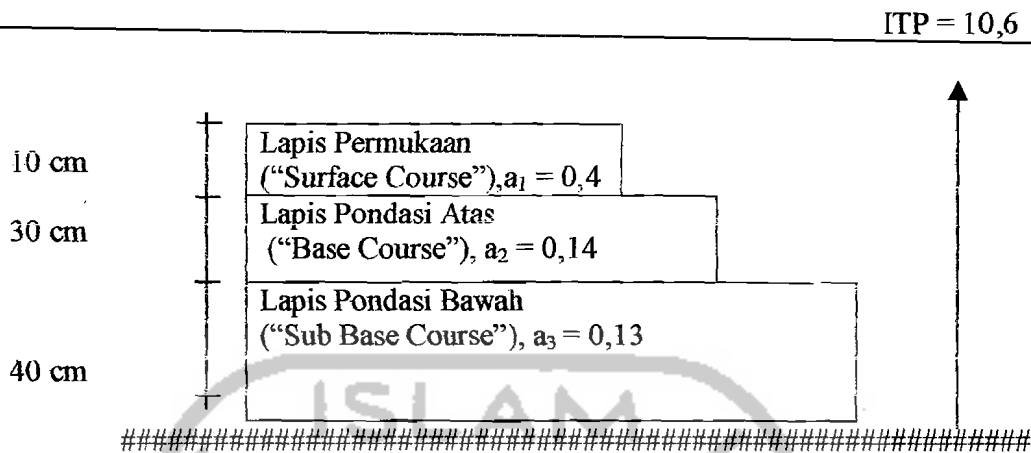 ITP = 10,6
10 cm
Lapis Permukaan
(“Surface Course”),a₁ = 0,4
30 cm
Lapis Pondasi Atas
(“Base Course”), a₂ = 0,14
Lapis Pondasi Bawah
(“Sub Base Course”), a₃ = 0,13
40 cm
ISLAM
################################################################